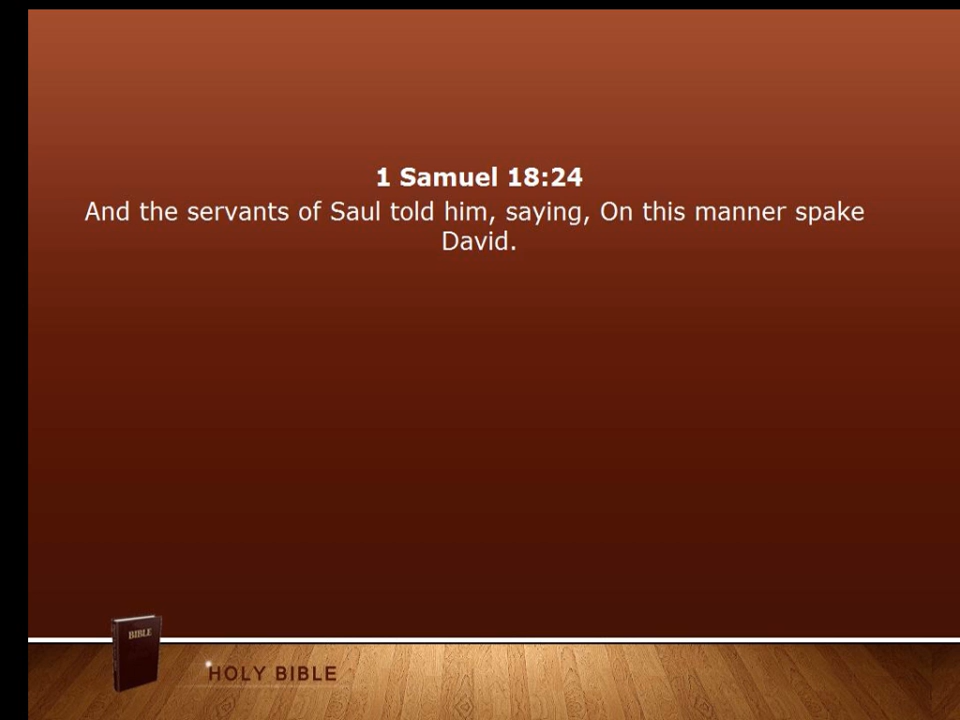 1 Samuel 18:24
And the servants of Saul told him, saying, On this manner spake
David.
BIBLE
HOLY BIBLE